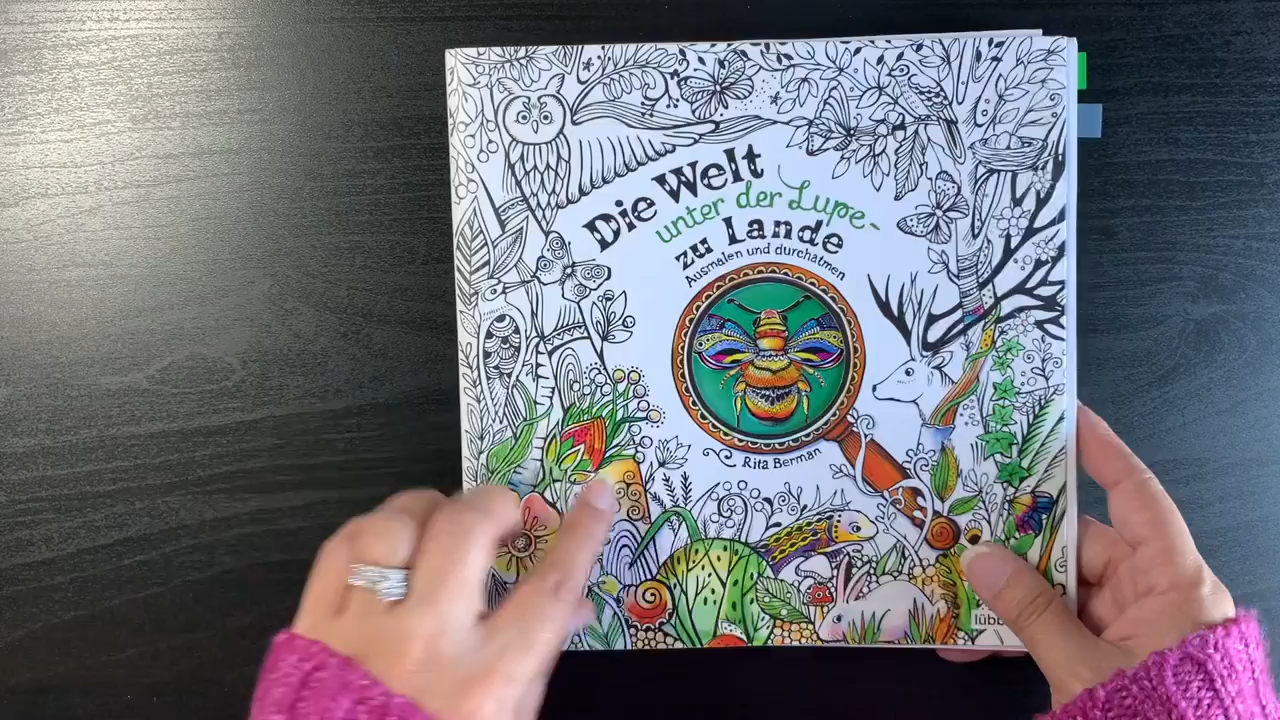 Die Welt
unter der Lupe-
zu Lande
Ausmalen und durchatmen
Rita Berman